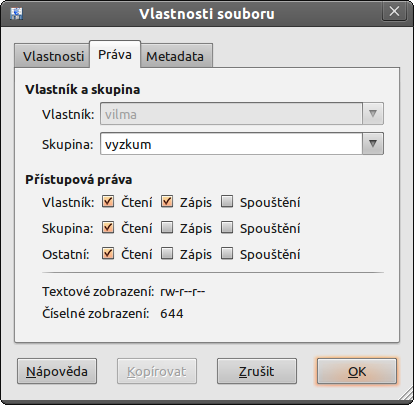 Vlastnosti souboru
Vlastnosti Práva Metadata
Vlastník a skupina
Vlastník: vilma
Skupina: vyzkum
Přístupová práva
Vlastník: Čtení Zápis Spouštění
Skupina: Čtení Zápis Spouštění
Ostatní: Čtení Zápis Spouštění
Textové zobrazení: rw-r--r--
Číselné zobrazení: 644
Nápověda Kopírovat Zrušit OK